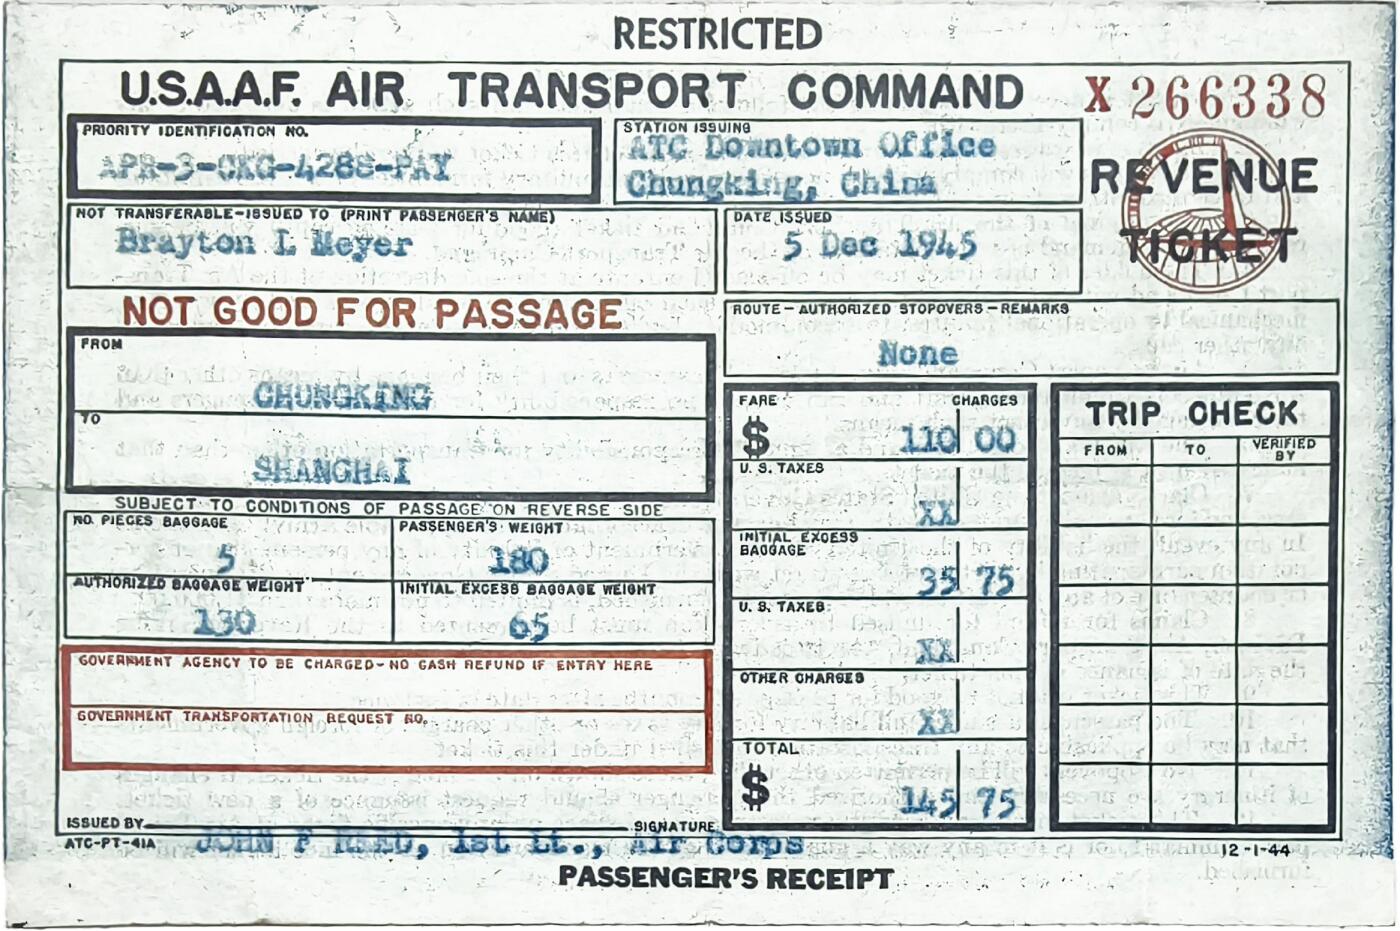 RESTRICTED
U.S.A.A.F. AIR TRANSPORT COMMAND
X 266338
PRIORITY IDENTIFICATION NO.
APR-3-CKG-4288-PAY
STATION ISSUING
ATC Downtown Office
Chungking, China
REVENUE
TICKET
NOT TRANSFERABLE-ISSUED TO (PRINT PASSENGER'S NAME)
Brayton L Meyer
DATE ISSUED
5 Dec 1945
NOT GOOD FOR PASSAGE
ROUTE - AUTHORIZED STOPOVERS - REMARKS
None
FROM
CHUNGKING
TO
SHANGHAI
SUBJECT TO CONDITIONS OF PASSAGE ON REVERSE SIDE
NO. PIECES BAGGAGE
5
PASSENGER'S WEIGHT
180
AUTHORIZED BAGGAGE WEIGHT
130
INITIAL EXCESS BAGGAGE WEIGHT
65
GOVERNMENT AGENCY TO BE CHARGED-NO CASH REFUND IF ENTRY HERE
GOVERNMENT TRANSPORTATION REQUEST NO.
FARE CHARGES
$ 110 00
U. S. TAXES
XX
INITIAL EXCESS
BAGGAGE
35 75
U. S. TAXES:
XX
OTHER CHARGES
XX
TOTAL
$ 145 75
TRIP CHECK
FROM TO VERIFIED BY
ISSUED BY SIGNATURE
JOHN F REED, 1st Lt., Air Corps
ATC-PT-41A
12-1-44
PASSENGER'S RECEIPT